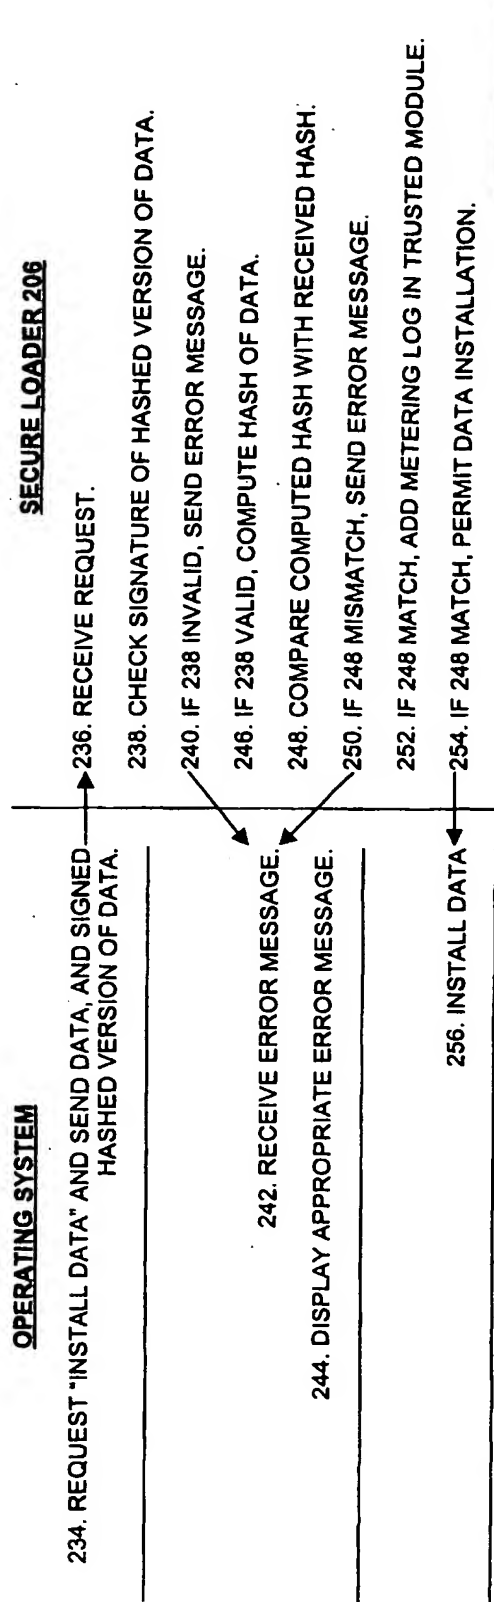 OPERATING SYSTEM
SECURE LOADER 206
234. REQUEST "INSTALL DATA" AND SEND DATA, AND SIGNED
HASHED VERSION OF DATA.
236. RECEIVE REQUEST.
238. CHECK SIGNATURE OF HASHED VERSION OF DATA.
240. IF 238 INVALID, SEND ERROR MESSAGE.
242. RECEIVE ERROR MESSAGE.
246. IF 238 VALID, COMPUTE HASH OF DATA.
244. DISPLAY APPROPRIATE ERROR MESSAGE.
248. COMPARE COMPUTED HASH WITH RECEIVED HASH.
250. IF 248 MISMATCH, SEND ERROR MESSAGE.
252. IF 248 MATCH, ADD METERING LOG IN TRUSTED MODULE.
256. INSTALL DATA
254. IF 248 MATCH, PERMIT DATA INSTALLATION.